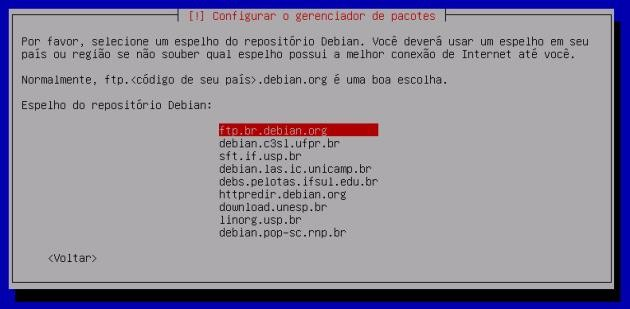 [!] Configurar o gerenciador de pacotes
Por favor, selecione um espelho do repositório Debian. Você deverá usar um espelho em seu
país ou região se não souber qual espelho possui a melhor conexão de Internet até você.
Normalmente, ftp.<código de seu país>.debian.org é uma boa escolha.
Espelho do repositório Debian:
ftp.br.debian.org
debian.c3sl.ufpr.br
sft.if.usp.br
debian.las.ic.unicamp.br
debs.pelotas.ifsul.edu.br
httpredir.debian.org
download.unesp.br
linorg.usp.br
debian.pop-sc.rnp.br
<Voltar>